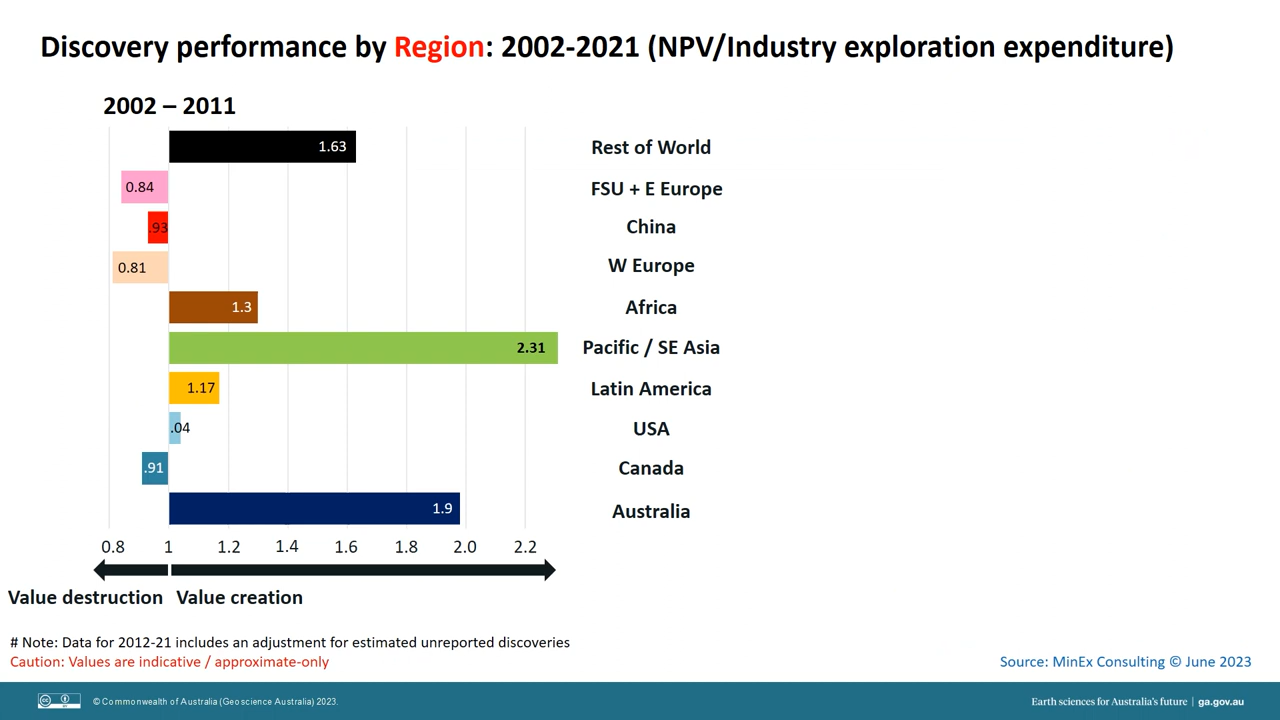 Discovery performance by Region: 2002-2021 (NPV/Industry exploration expenditure)
2002 – 2011
1.63 Rest of World
0.84 FSU + E Europe
.93 China
0.81 W Europe
1.3 Africa
2.31 Pacific / SE Asia
1.17 Latin America
.04 USA
.91 Canada
1.9 Australia
0.8 1 1.2 1.4 1.6 1.8 2.0 2.2
Value destruction Value creation
# Note: Data for 2012-21 includes an adjustment for estimated unreported discoveries
Caution: Values are indicative / approximate-only
Source: MinEx Consulting © June 2023
© Commonwealth of Australia (Geoscience Australia) 2023.
Earth sciences for Australia's future | ga.gov.au